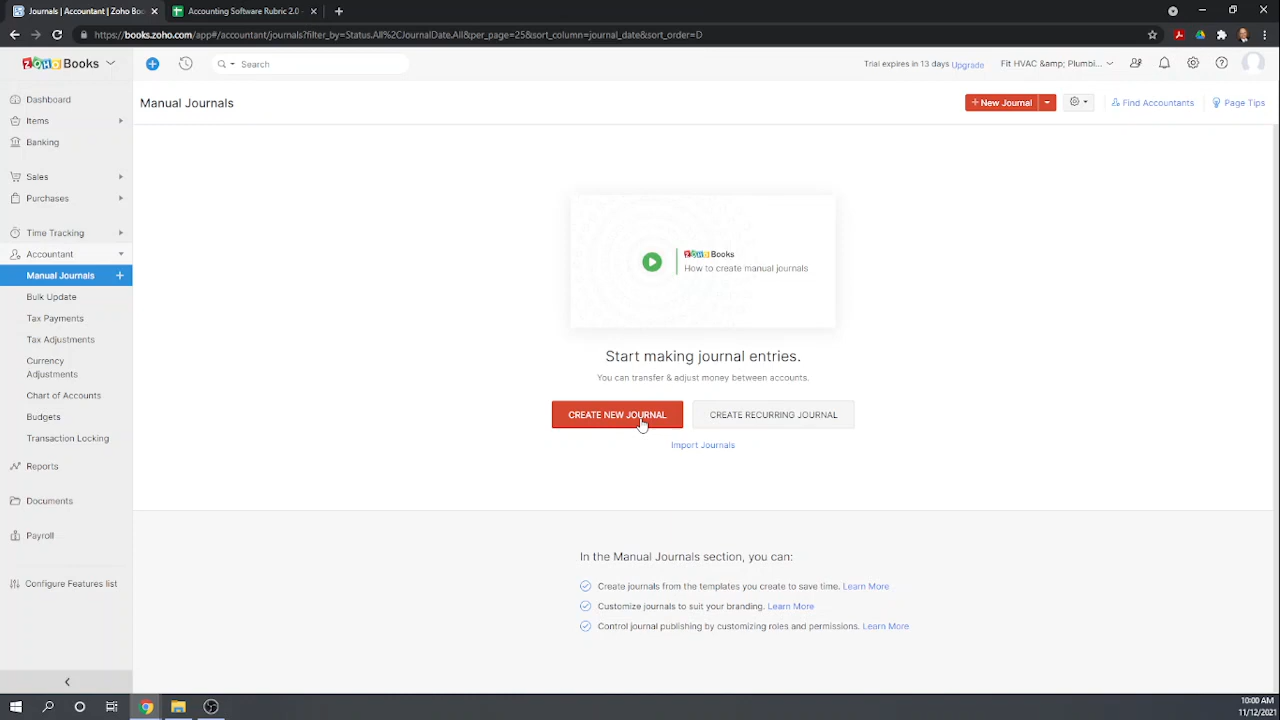 Journals | Accountant | Zoho Boo
Accounting Software Rubric 2.0 -
https://books.zoho.com/app#/accountant/journals?filter_by=Status.All%2CJournalDate.All&per_page=25&sort_column=journal_date&sort_order=D
ZOHO Books
Search
Trial expires in 13 days Upgrade
Fit HVAC &amp; Plumbi...
Dashboard
Items
Banking
Sales
Purchases
Time Tracking
Accountant
Manual Journals
Bulk Update
Tax Payments
Tax Adjustments
Currency
Adjustments
Chart of Accounts
Budgets
Transaction Locking
Reports
Documents
Payroll
Configure Features list
Manual Journals
+ New Journal
Find Accountants
Page Tips
ZOHO Books
How to create manual journals
Start making journal entries.
You can transfer & adjust money between accounts.
CREATE NEW JOURNAL
CREATE RECURRING JOURNAL
Import Journals
In the Manual Journals section, you can:
Create journals from the templates you create to save time. Learn More
Customize journals to suit your branding. Learn More
Control journal publishing by customizing roles and permissions. Learn More
10:00 AM
11/12/2021